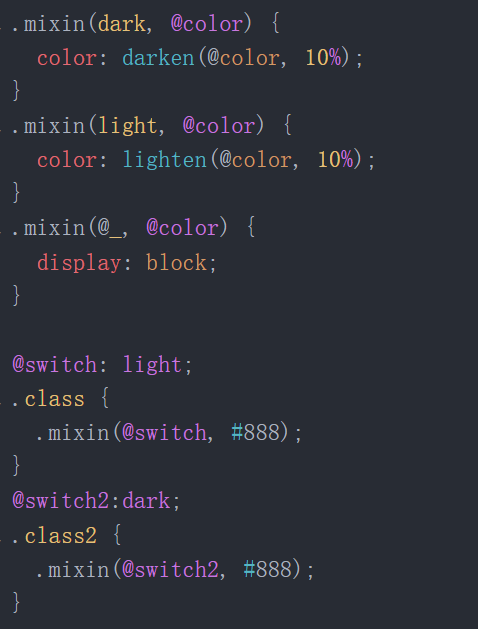 .mixin(dark, @color) {
  color: darken(@color, 10%);
}
.mixin(light, @color) {
  color: lighten(@color, 10%);
}
.mixin(@_, @color) {
  display: block;
}

@switch: light;
.class {
  .mixin(@switch, #888);
}
@switch2:dark;
.class2 {
  .mixin(@switch2, #888);
}